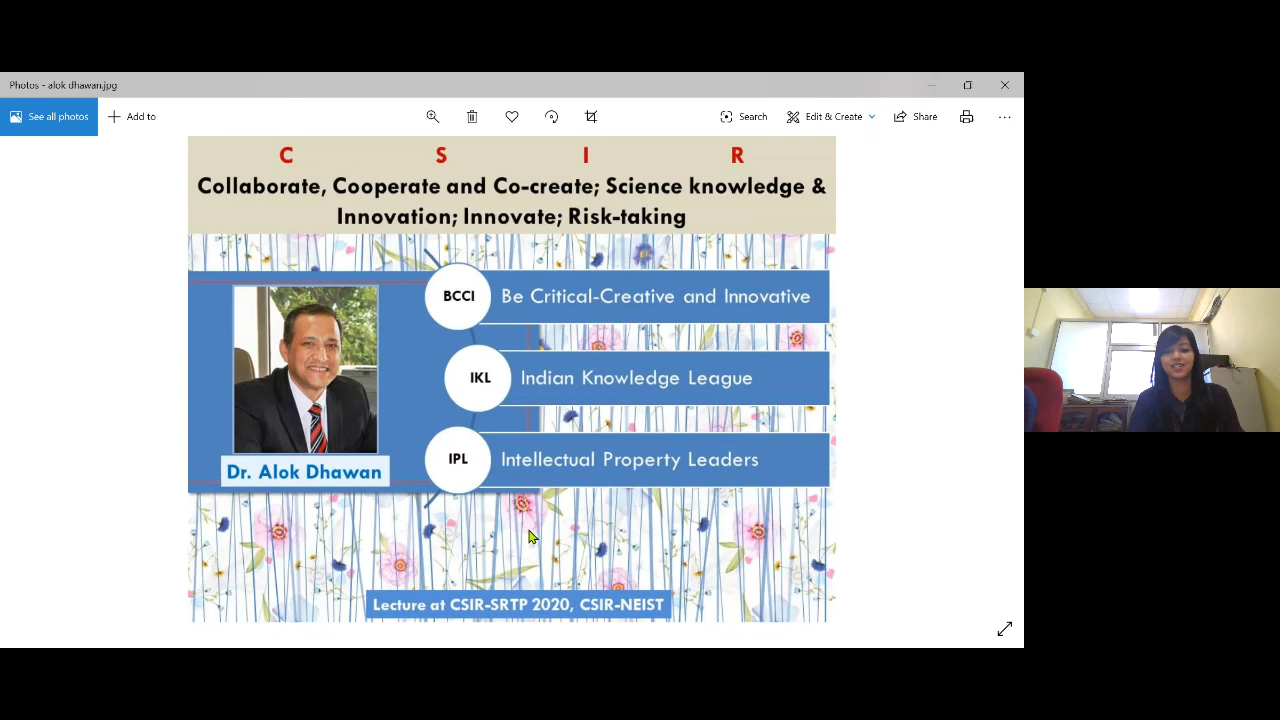 Photos - alok dhawan.jpg
See all photos
Add to
Search
Edit & Create
Share
C S I R
Collaborate, Cooperate and Co-create; Science knowledge &
Innovation; Innovate; Risk-taking
BCCI Be Critical-Creative and Innovative
IKL Indian Knowledge League
IPL Intellectual Property Leaders
Dr. Alok Dhawan
Lecture at CSIR-SRTP 2020, CSIR-NEIST